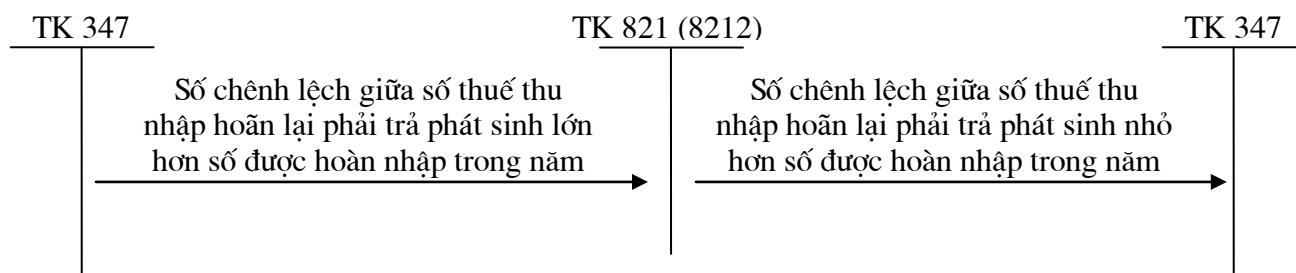 TK 347
TK 821 (8212)
TK 347
Số chênh lệch giữa số thuế thu
nhập hoãn lại phải trả phát sinh lớn
hơn số được hoàn nhập trong năm
Số chênh lệch giữa số thuế thu
nhập hoãn lại phải trả phát sinh nhỏ
hơn số được hoàn nhập trong năm